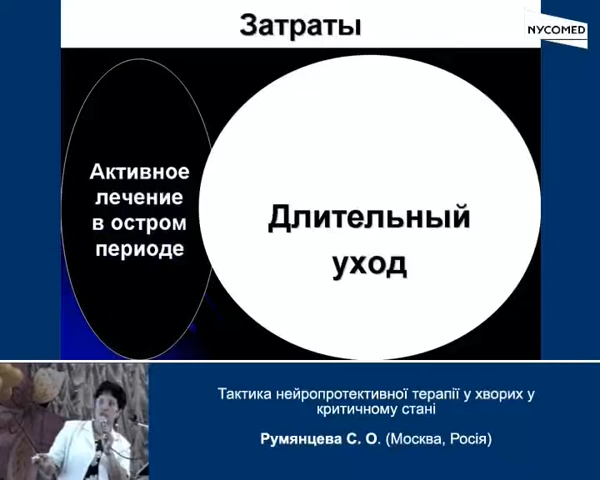 Затраты
NYCOMED
Активное
лечение
в остром
периоде
Длительный
уход
Тактика нейропротективної терапії у хворих у
критичному стані
Румянцева С. О. (Москва, Росія)